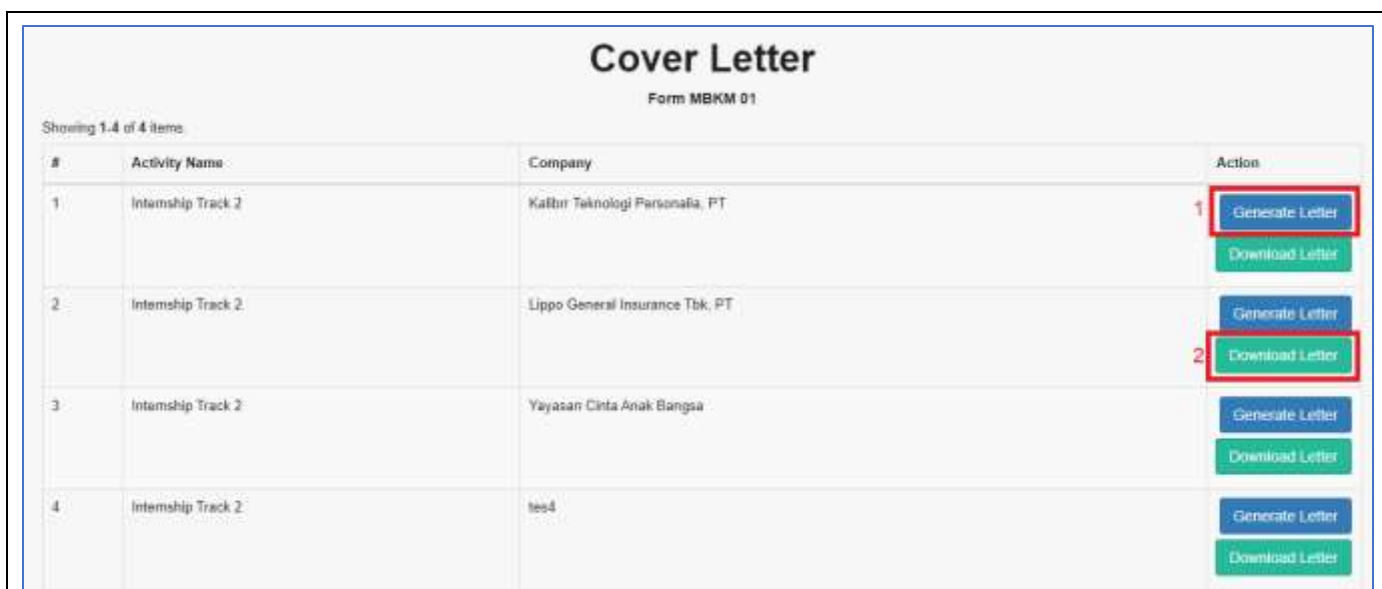 Cover Letter
Form MBKM 01
Showing 1-4 of 4 items.
# Activity Name Company Action
1 Internship Track 2 Kalibrr Teknologi Personalia, PT 1 Generate Letter
Download Letter
2 Internship Track 2 Lippo General Insurance Tbk, PT Generate Letter
2 Download Letter
3 Internship Track 2 Yayasan Cinta Anak Bangsa Generate Letter
Download Letter
4 Internship Track 2 tes4 Generate Letter
Download Letter